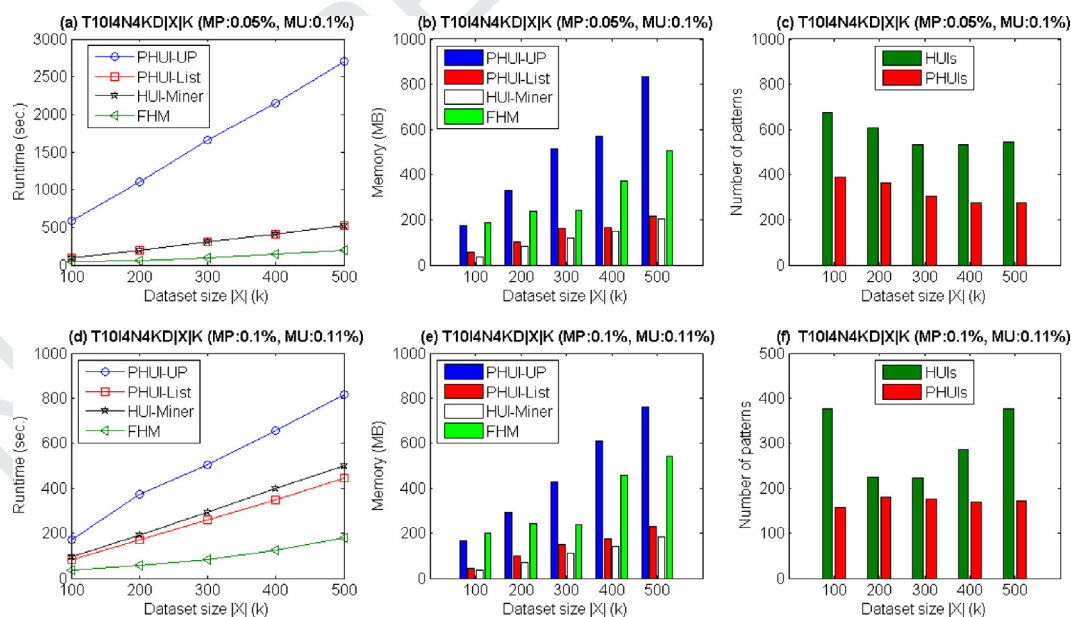 (a) T10I4N4KD|X|K (MP:0.05%, MU:0.1%)
3000
2500
2000
1500
1000
500
0
Runtime (sec.)
PHUI-UP
PHUI-List
HUI-Miner
FHM
100 200 300 400 500
Dataset size |X| (k)
(b) T10I4N4KD|X|K (MP:0.05%, MU:0.1%)
1000
800
600
400
200
0
Memory (MB)
PHUI-UP
PHUI-List
HUI-Miner
FHM
100 200 300 400 500
Dataset size |X| (k)
(c) T10I4N4KD|X|K (MP:0.05%, MU:0.1%)
1000
800
600
400
200
0
Number of patterns
HUIs
PHUIs
100 200 300 400 500
Dataset size |X| (k)
(d) T10I4N4KD|X|K (MP:0.1%, MU:0.11%)
1000
800
600
400
200
0
Runtime (sec.)
PHUI-UP
PHUI-List
HUI-Miner
FHM
100 200 300 400 500
Dataset size |X| (k)
(e) T10I4N4KD|X|K (MP:0.1%, MU:0.11%)
1000
800
600
400
200
0
Memory (MB)
PHUI-UP
PHUI-List
HUI-Miner
FHM
100 200 300 400 500
Dataset size |X| (k)
(f) T10I4N4KD|X|K (MP:0.1%, MU:0.11%)
500
400
300
200
100
0
Number of patterns
HUIs
PHUIs
100 200 300 400 500
Dataset size |X| (k)